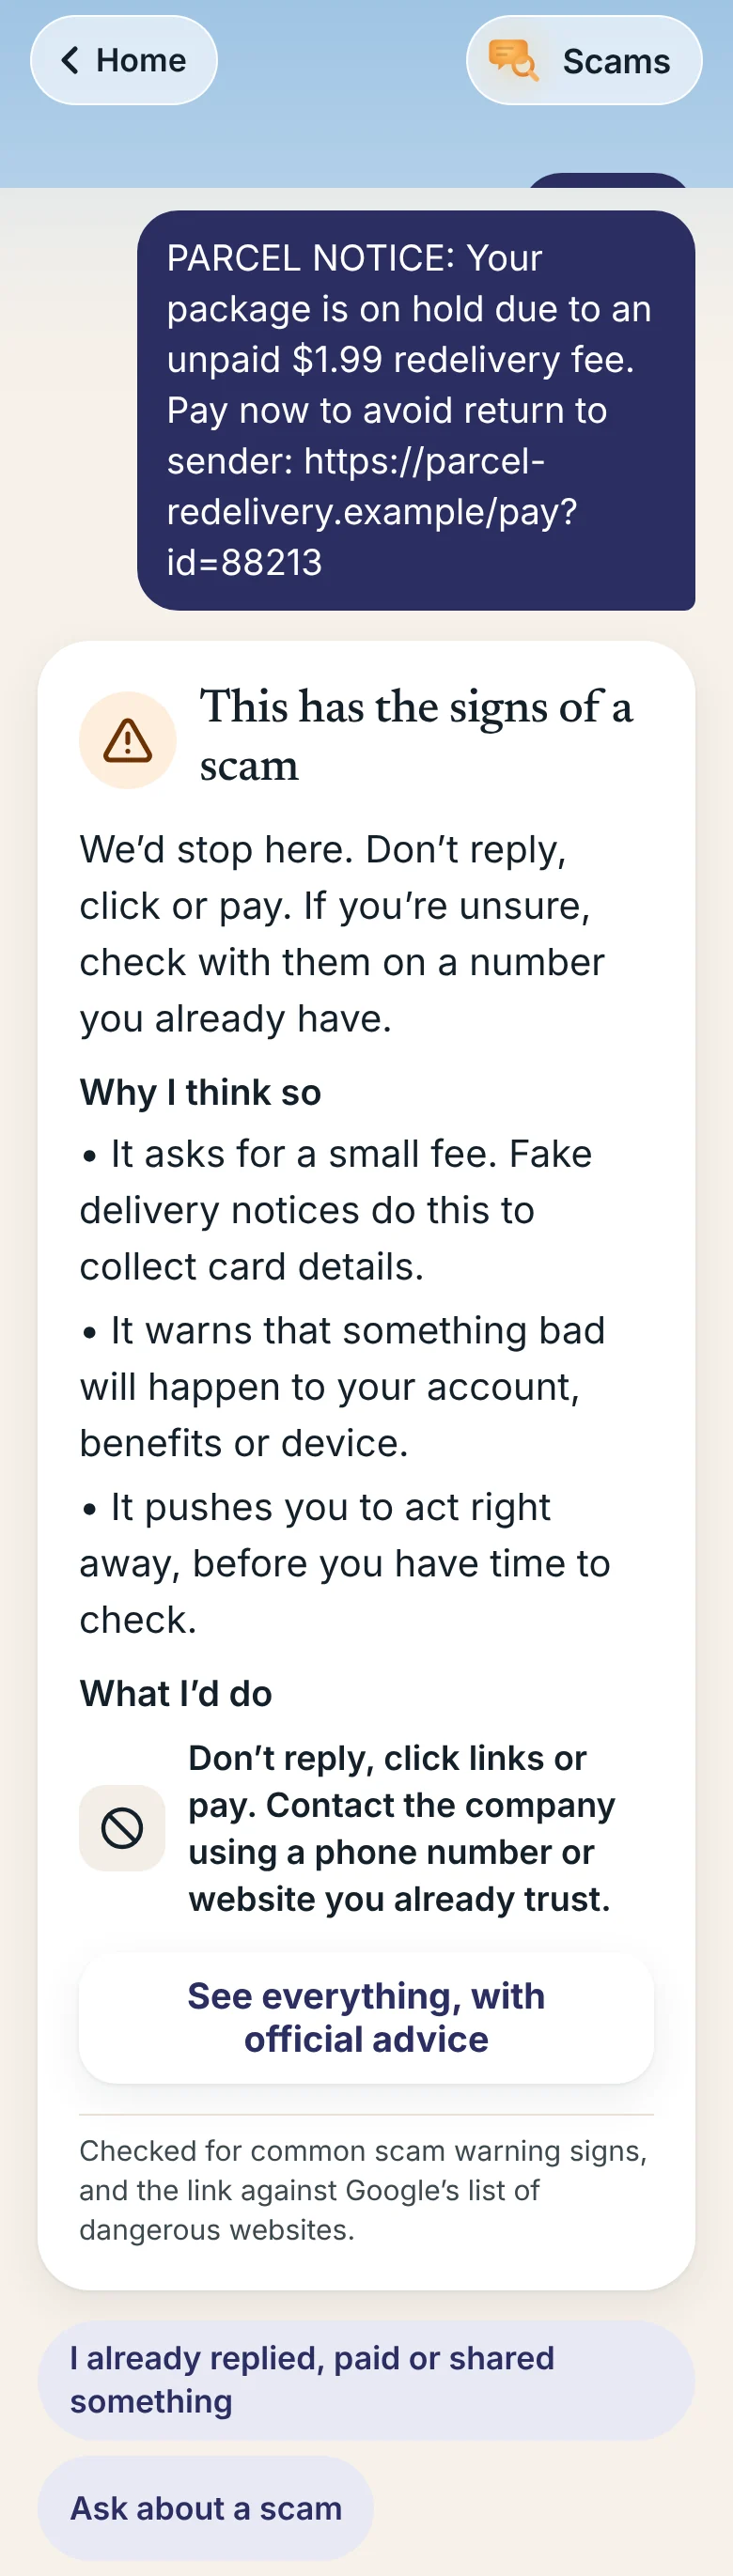 Home
Scams
PARCEL NOTICE: Your
package is on hold due to an
unpaid $1.99 redelivery fee.
Pay now to avoid return to
sender: https://parcel-
redelivery.example/pay?
id=88213
This has the signs of a
scam
We’d stop here. Don’t reply,
click or pay. If you’re unsure,
check with them on a number
you already have.
Why I think so
• It asks for a small fee. Fake
delivery notices do this to
collect card details.
• It warns that something bad
will happen to your account,
benefits or device.
• It pushes you to act right
away, before you have time to
check.
What I’d do
Don’t reply, click links or
pay. Contact the company
using a phone number or
website you already trust.
See everything, with
official advice
Checked for common scam warning signs,
and the link against Google’s list of
dangerous websites.
I already replied, paid or shared
something
Ask about a scam